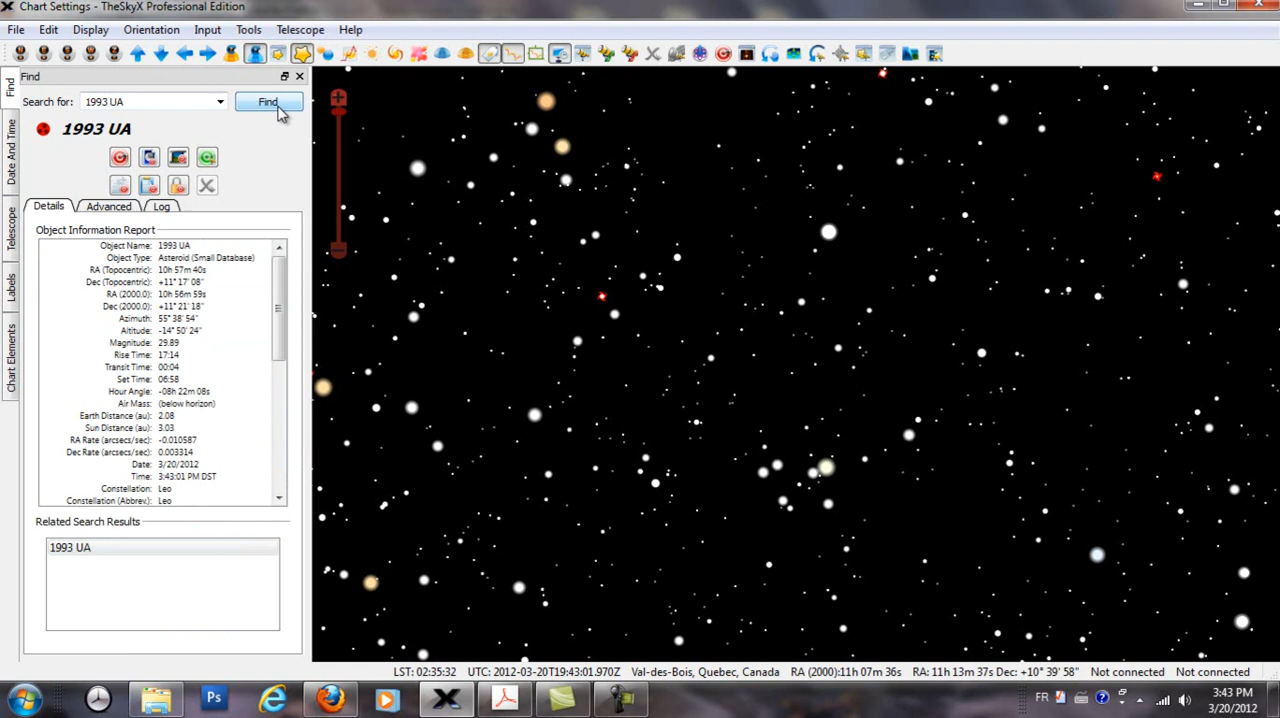 Chart Settings - TheSkyX Professional Edition
File Edit Display Orientation Input Tools Telescope Help
Find
Search for: 1993 UA Find
1993 UA
Details Advanced Log
Object Information Report
Object Name: 1993 UA
Object Type: Asteroid (Small Database)
RA (Topocentric): 10h 57m 40s
Dec (Topocentric): +11° 17' 08"
RA (2000.0): 10h 56m 59s
Dec (2000.0): +11° 21' 18"
Azimuth: 55° 38' 54"
Altitude: -14° 50' 24"
Magnitude: 29.89
Rise Time: 17:14
Transit Time: 00:04
Set Time: 06:58
Hour Angle: -08h 22m 08s
Air Mass: (below horizon)
Earth Distance (au): 2.08
Sun Distance (au): 3.03
RA Rate (arcsecs/sec): -0.010587
Dec Rate (arcsecs/sec): 0.003314
Date: 3/20/2012
Time: 3:43:01 PM DST
Constellation: Leo
Constellation (Abbrev.): Leo
Related Search Results
1993 UA
Find
Date And Time
Telescope
Labels
Chart Elements
LST: 02:35:32 UTC: 2012-03-20T19:43:01.970Z Val-des-Bois, Quebec, Canada RA (2000):11h 07m 36s RA: 11h 13m 37s Dec: +10° 39' 58" Not connected Not connected
Ps
FR
3:43 PM
3/20/2012